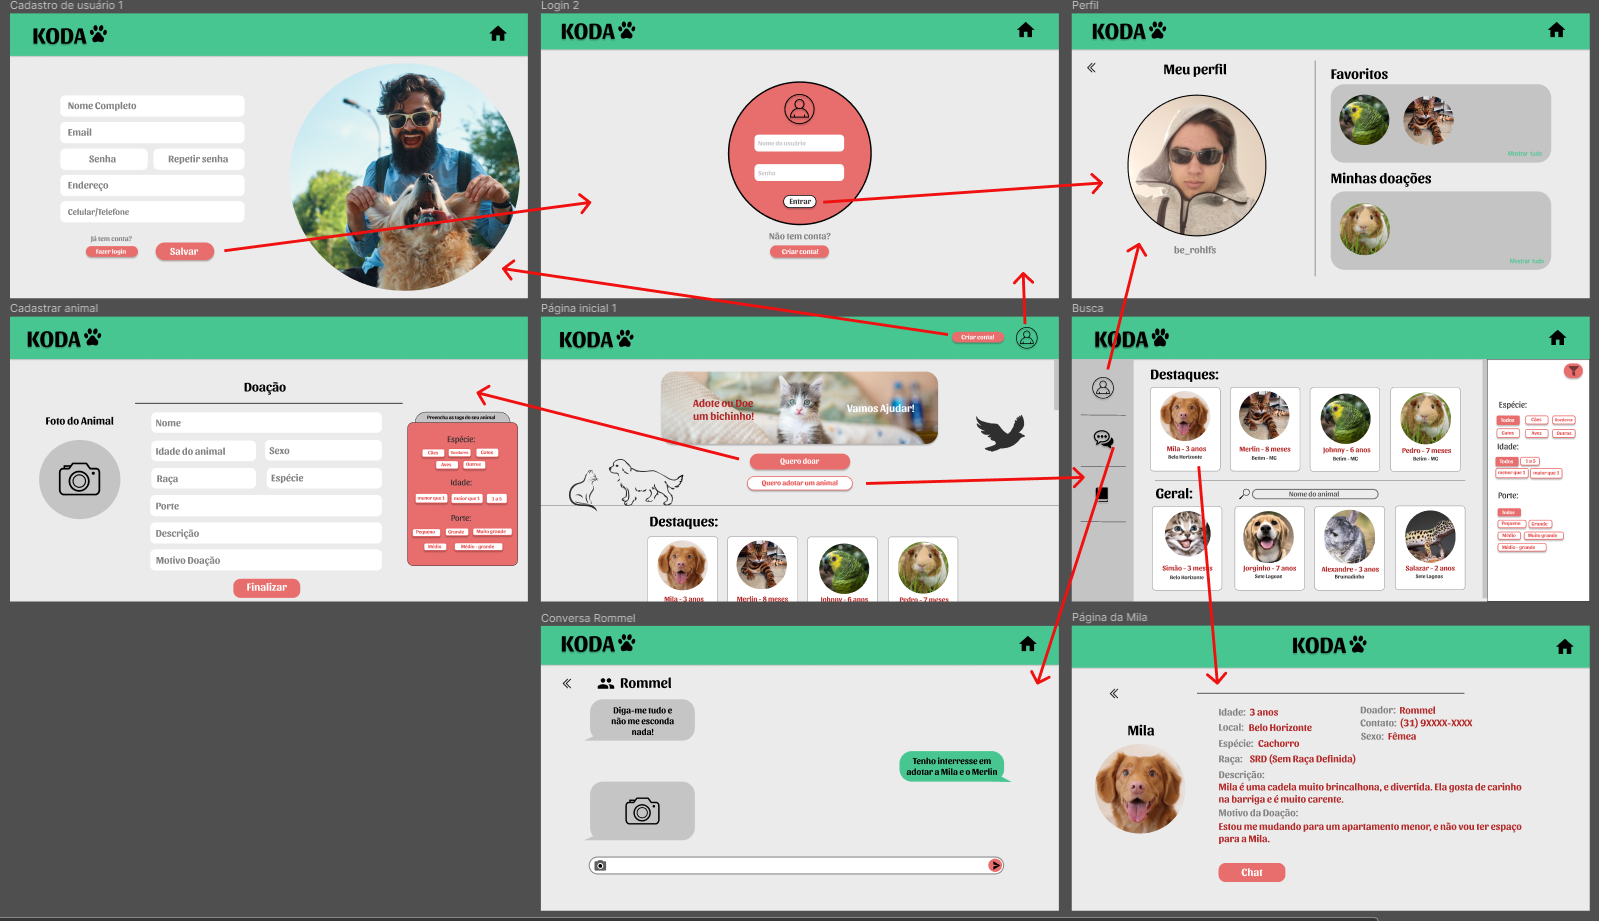 Cadastro de usuário 1
KODA
Nome Completo
Email
Senha
Repetir senha
Endereço
Celular/Telefone
Já tem conta?
Fazer login
Salvar
Login 2
KODA
Nome do usuário
Senha
Entrar
Não tem conta?
Criar conta!
Perfil
KODA
Meu perfil
be_rohlfs
Favoritos
Mostrar tudo
Minhas doações
Mostrar tudo
Cadastrar animal
KODA
Doação
Foto do Animal
Nome
Idade do animal
Sexo
Raça
Espécie
Porte
Descrição
Motivo Doação
Finalizar
Preencha as tags do seu animal
Espécie:
Cães
Roedores
Gatos
Aves
Outros
Idade:
menor que 1
maior que 5
1 a 5
Porte:
Pequeno
Grande
Muito grande
Médio
Médio - grande
Página inicial 1
KODA
Criar conta!
Adote ou Doe
um bichinho!
Vamos Ajudar!
Quero doar
Quero adotar um animal
Destaques:
Mila - 3 anos
Merlin - 8 meses
Johnny - 6 anos
Pedro - 7 meses
Busca
KODA
Destaques:
Mila - 3 anos
Belo Horizonte
Merlin - 8 meses
Betim - MG
Johnny - 6 anos
Betim - MG
Pedro - 7 meses
Betim - MG
Geral:
Nome do animal
Simão - 3 meses
Belo Horizonte
Jorginho - 7 anos
Sete Lagoas
Alexandre - 3 anos
Brumadinho
Salazar - 2 anos
Sete Lagoas
Espécie:
Todos
Cães
Roedores
Gatos
Aves
Outros
Idade:
Todos
1 a 5
menor que 1
maior que 5
Porte:
Todos
Pequeno
Grande
Médio
Muito grande
Médio - grande
Conversa Rommel
KODA
Rommel
Diga-me tudo e
não me esconda
nada!
Tenho interresse em
adotar a Mila e o Merlin
Página da Mila
KODA
Mila
Idade: 3 anos
Local: Belo Horizonte
Espécie: Cachorro
Raça: SRD (Sem Raça Definida)
Doador: Rommel
Contato: (31) 9XXXX-XXXX
Sexo: Fêmea
Descrição:
Mila é uma cadela muito brincalhona, e divertida. Ela gosta de carinho
na barriga e é muito carente.
Motivo da Doação:
Estou me mudando para um apartamento menor, e não vou ter espaço
para a Mila.
Chat